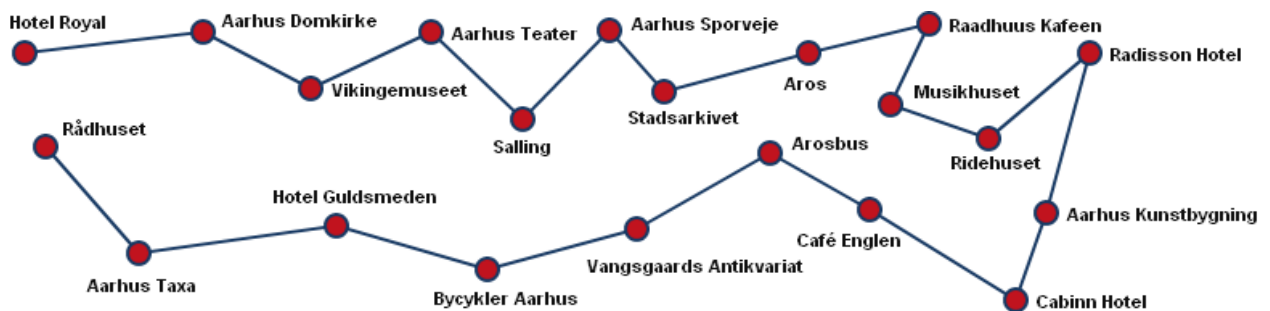 Hotel Royal
Aarhus Domkirke
Vikingemuseet
Aarhus Teater
Salling
Aarhus Sporveje
Stadsarkivet
Aros
Raadhuus Kafeen
Musikhuset
Ridehuset
Radisson Hotel
Aarhus Kunstbygning
Cabinn Hotel
Café Englen
Arosbus
Vangsgaards Antikvariat
Bycykler Aarhus
Hotel Guldsmeden
Aarhus Taxa
Rådhuset